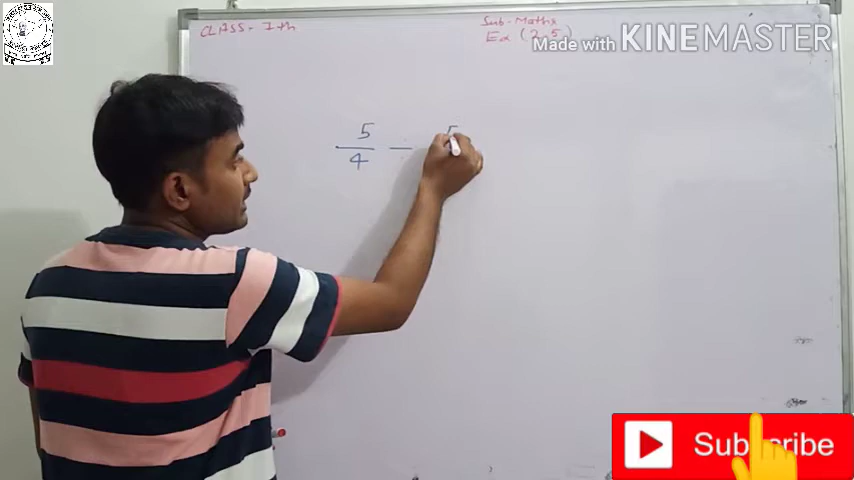 CLASS - 7th
Sub - Maths
Ex (2.5)
Made with KINEMASTER
5
4 —
Subscribe